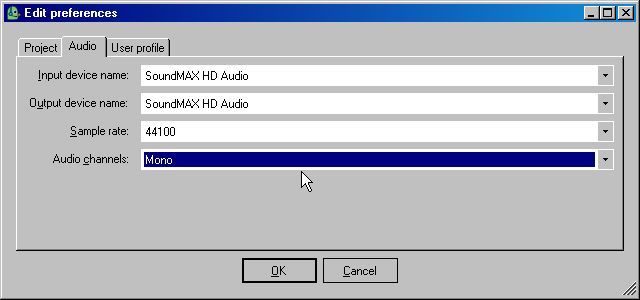 Edit preferences
Project Audio User profile
Input device name: SoundMAX HD Audio
Output device name: SoundMAX HD Audio
Sample rate: 44100
Audio channels: Mono
OK Cancel